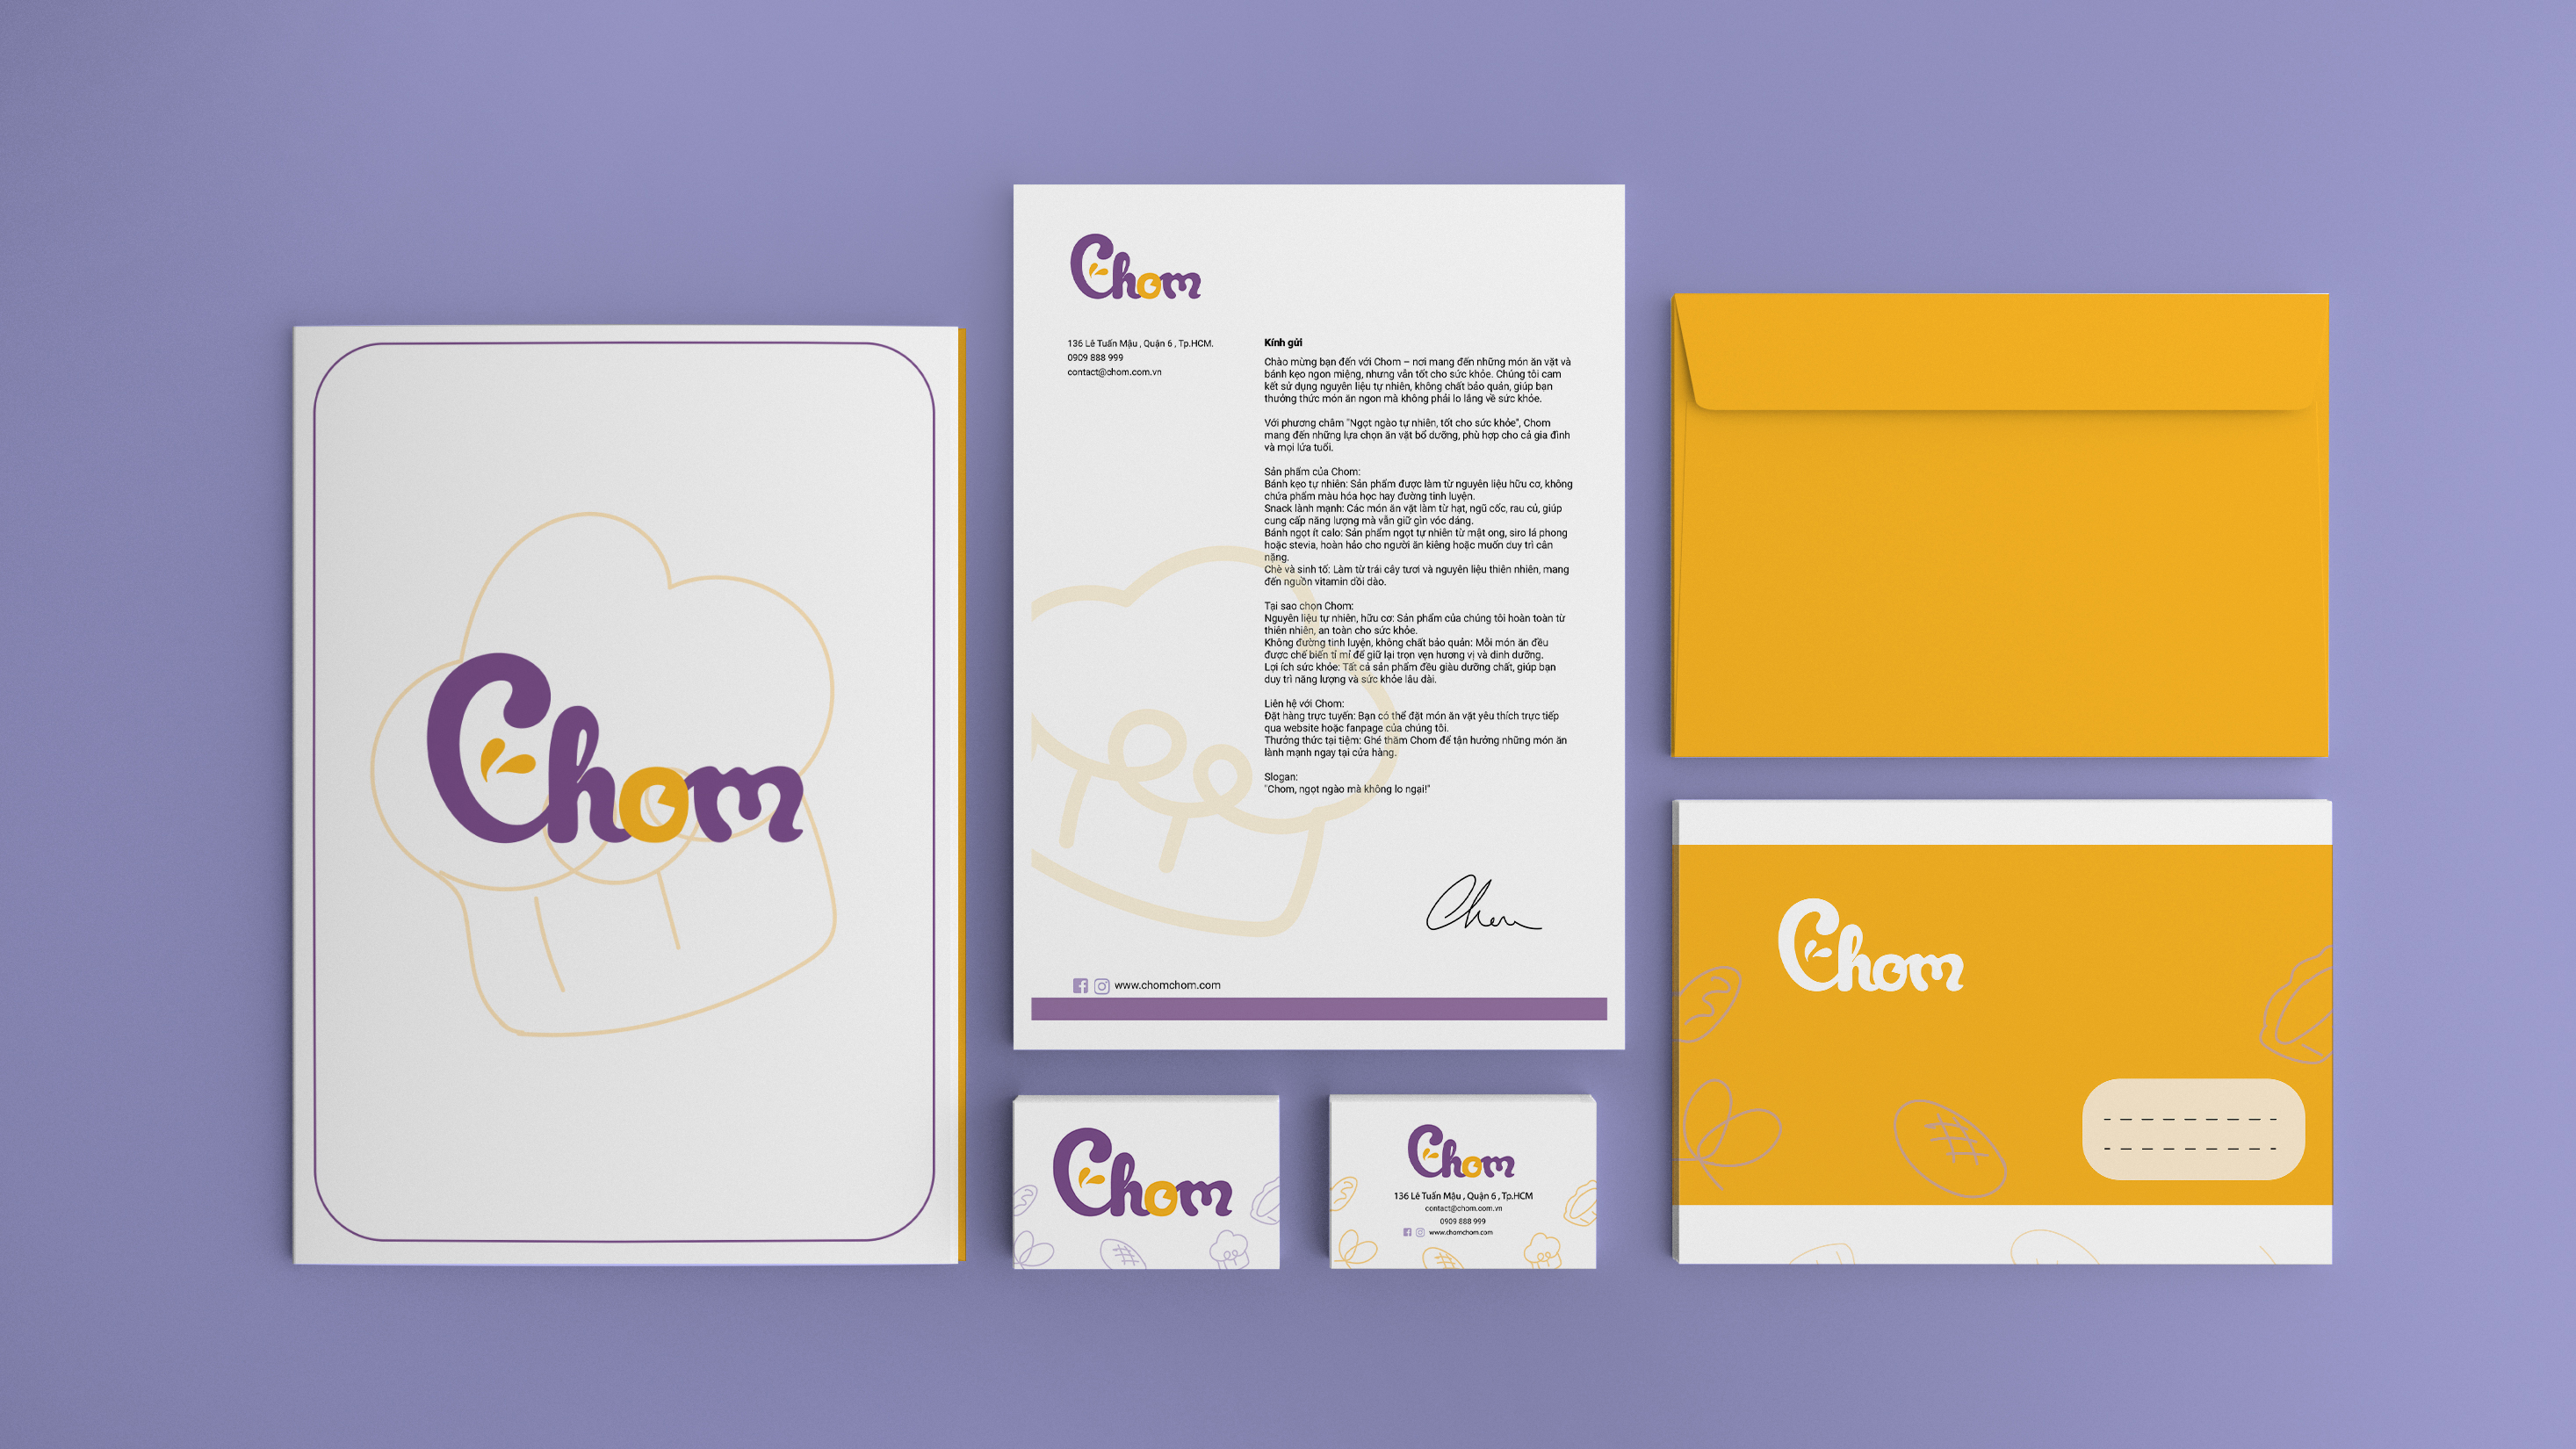 Chom
Chom
136 Lê Tuấn Mậu , Quận 6 , Tp.HCM.
0909 888 999
contact@chom.com.vn
Kính gửi
Chào mừng bạn đến với Chom – nơi mang đến những món ăn vặt và
bánh kẹo ngon miệng, nhưng vẫn tốt cho sức khỏe. Chúng tôi cam
kết sử dụng nguyên liệu tự nhiên, không chất bảo quản, giúp bạn
thưởng thức món ăn ngon mà không phải lo lắng về sức khỏe.
Với phương châm "Ngọt ngào tự nhiên, tốt cho sức khỏe", Chom
mang đến những lựa chọn ăn vặt bổ dưỡng, phù hợp cho cả gia đình
và mọi lứa tuổi.
Sản phẩm của Chom:
Bánh kẹo tự nhiên: Sản phẩm được làm từ nguyên liệu hữu cơ, không
chứa phẩm màu hóa học hay đường tinh luyện.
Snack lành mạnh: Các món ăn vặt làm từ hạt, ngũ cốc, rau củ, giúp
cung cấp năng lượng mà vẫn giữ gìn vóc dáng.
Bánh ngọt ít calo: Sản phẩm ngọt tự nhiên từ mật ong, siro lá phong
hoặc stevia, hoàn hảo cho người ăn kiêng hoặc muốn duy trì cân
nặng.
Chè và sinh tố: Làm từ trái cây tươi và nguyên liệu thiên nhiên, mang
đến nguồn vitamin dồi dào.
Tại sao chọn Chom:
Nguyên liệu tự nhiên, hữu cơ: Sản phẩm của chúng tôi hoàn toàn từ
thiên nhiên, an toàn cho sức khỏe.
Không đường tinh luyện, không chất bảo quản: Mỗi món ăn đều
được chế biến tỉ mỉ để giữ lại trọn vẹn hương vị và dinh dưỡng.
Lợi ích sức khỏe: Tất cả sản phẩm đều giàu dưỡng chất, giúp bạn
duy trì năng lượng và sức khỏe lâu dài.
Liên hệ với Chom:
Đặt hàng trực tuyến: Bạn có thể đặt món ăn vặt yêu thích trực tiếp
qua website hoặc fanpage của chúng tôi.
Thưởng thức tại tiệm: Ghé thăm Chom để tận hưởng những món ăn
lành mạnh ngay tại cửa hàng.
Slogan:
"Chom, ngọt ngào mà không lo ngại!"
Chom
www.chomchom.com
Chom
Chom
136 Lê Tuấn Mậu , Quận 6 , Tp.HCM
contact@chom.com.vn
0909 888 999
www.chomchom.com
Chom